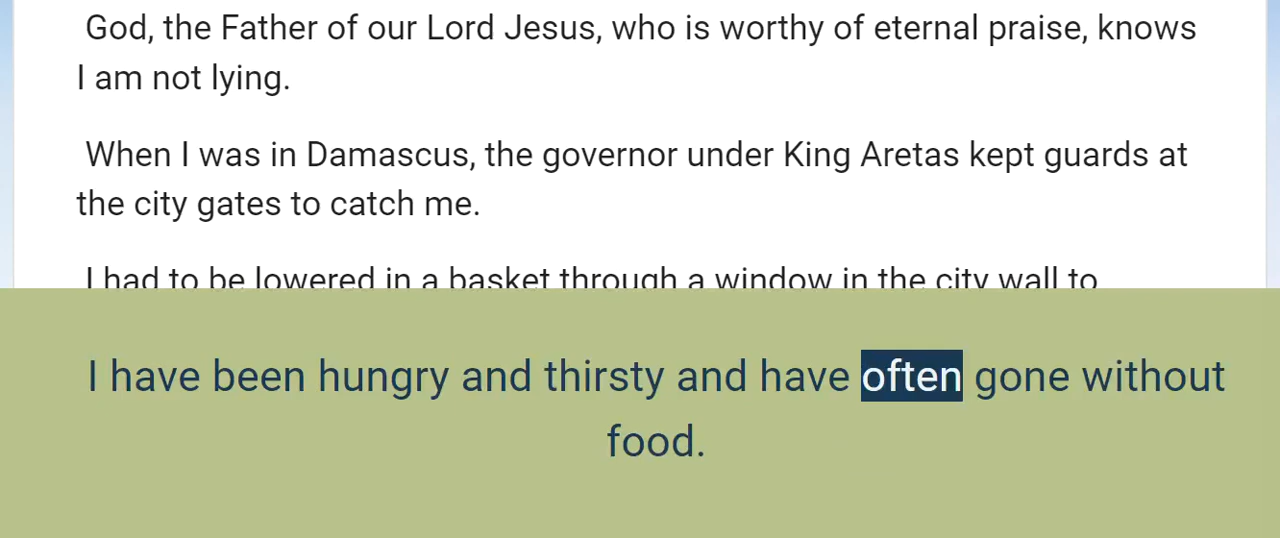 God, the Father of our Lord Jesus, who is worthy of eternal praise, knows
I am not lying.
When I was in Damascus, the governor under King Aretas kept guards at
the city gates to catch me.
I had to be lowered in a basket through a window in the city wall to
I have been hungry and thirsty and have often gone without
food.